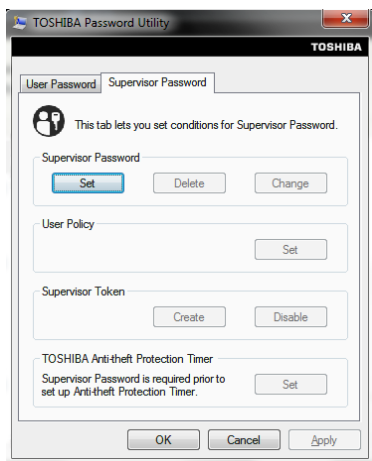 TOSHIBA Password Utility
TOSHIBA
User Password Supervisor Password
This tab lets you set conditions for Supervisor Password.
Supervisor Password
Set Delete Change
User Policy
Set
Supervisor Token
Create Disable
TOSHIBA Anti-theft Protection Timer
Supervisor Password is required prior to
set up Anti-theft Protection Timer.
Set
OK Cancel Apply